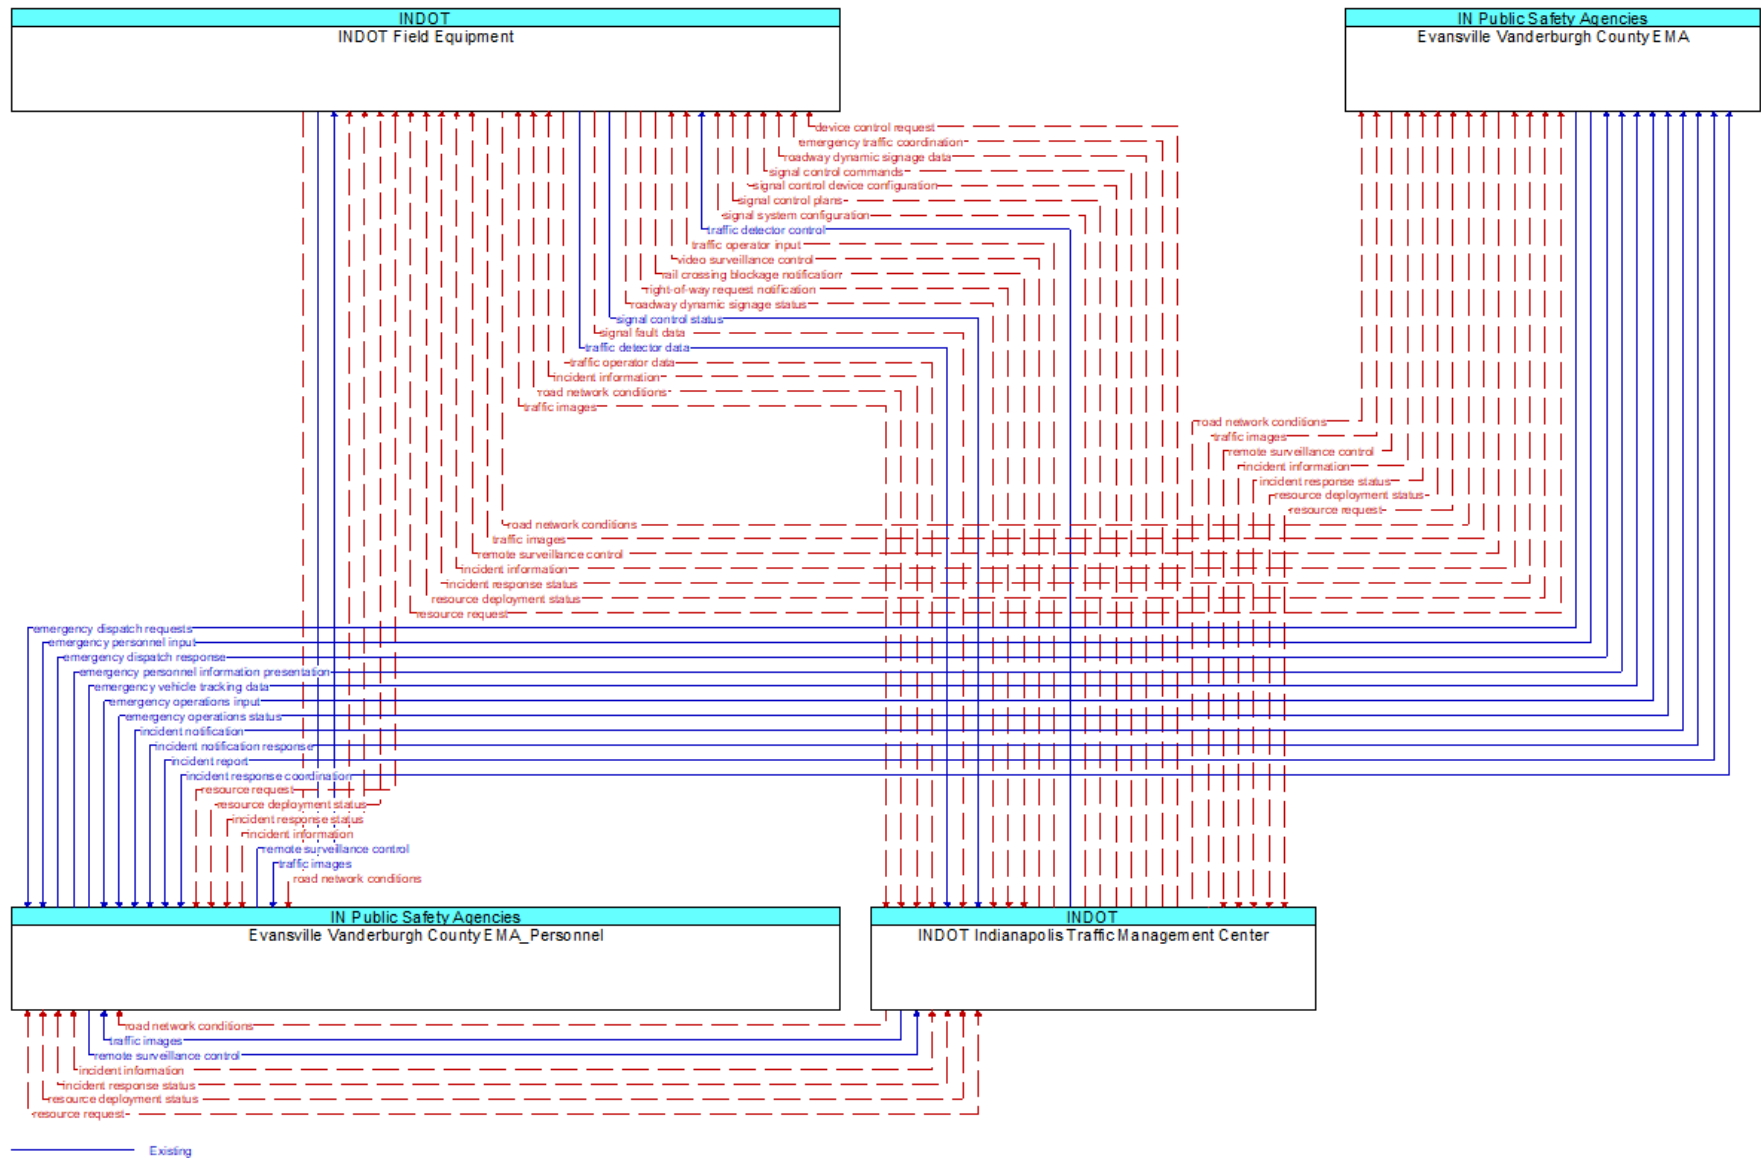 INDOT
INDOT Field Equipment
IN Public Safety Agencies
Evansville Vanderburgh County EMA
device control request
emergency traffic coordination
roadway dynamic signage data
signal control commands
signal control device configuration
signal control plans
signal system configuration
traffic detector control
traffic operator input
video surveillance control
rail crossing blockage notification
right-of-way request notification
roadway dynamic signage status
signal control status
signal fault data
traffic detector data
traffic operator data
incident information
road network conditions
traffic images
road network conditions
traffic images
remote surveillance control
incident information
incident response status
resource deployment status
resource request
road network conditions
traffic images
remote surveillance control
incident information
incident response status
resource deployment status
resource request
emergency dispatch requests
emergency personnel input
emergency dispatch response
emergency personnel information presentation
emergency vehicle tracking data
emergency operations input
emergency operations status
incident notification
incident notification response
incident report
incident response coordination
resource request
resource deployment status
incident response status
incident information
remote surveillance control
traffic images
road network conditions
IN Public Safety Agencies
Evansville Vanderburgh County EMA_Personnel
INDOT
INDOT Indianapolis Traffic Management Center
road network conditions
traffic images
remote surveillance control
incident information
incident response status
resource deployment status
resource request
Existing